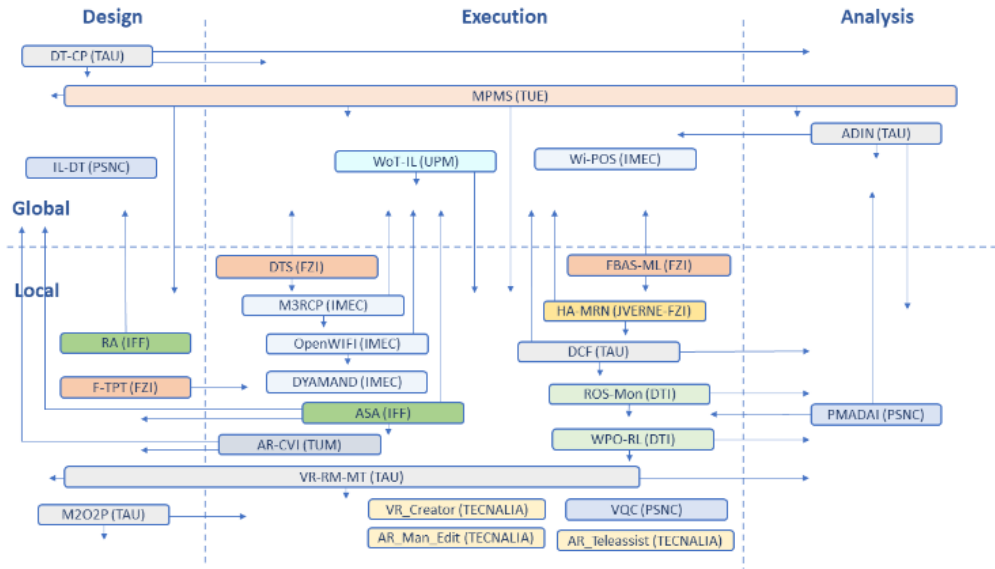 Design
Execution
Analysis
DT-CP (TAU)
MPMS (TUE)
ADIN (TAU)
IL-DT (PSNC)
WoT-IL (UPM)
Wi-POS (IMEC)
Global
Local
DTS (FZI)
FBAS-ML (FZI)
M3RCP (IMEC)
HA-MRN (JVERNE-FZI)
RA (IFF)
OpenWIFI (IMEC)
DCF (TAU)
F-TPT (FZI)
DYAMAND (IMEC)
ROS-Mon (DTI)
ASA (IFF)
PMADAI (PSNC)
AR-CVI (TUM)
WPO-RL (DTI)
VR-RM-MT (TAU)
M2O2P (TAU)
VR_Creator (TECNALIA)
VQC (PSNC)
AR_Man_Edit (TECNALIA)
AR_Teleassist (TECNALIA)